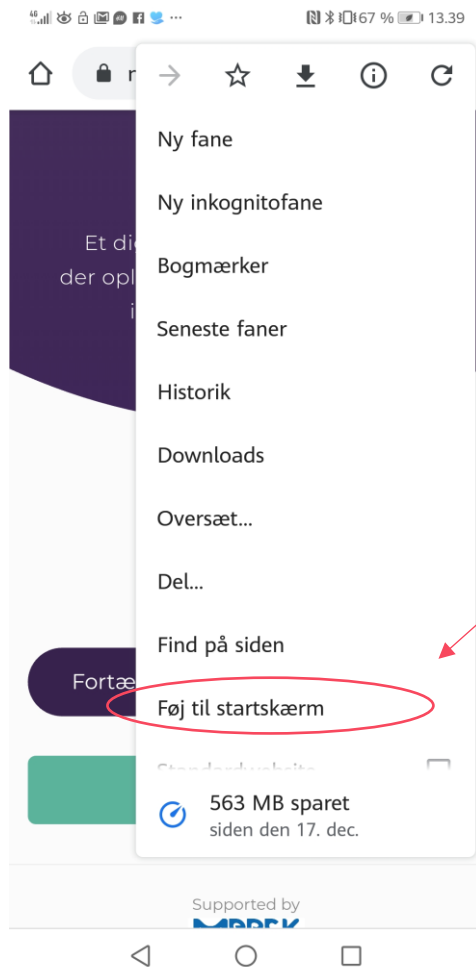 46
67 %
13.39
Ny fane
Ny inkognitofane
Et di
Bogmærker
der opl
i
Seneste faner
Historik
Downloads
Oversæt...
Del...
Find på siden
Fortæ
Føj til startskærm
563 MB sparet
siden den 17. dec.
Supported by